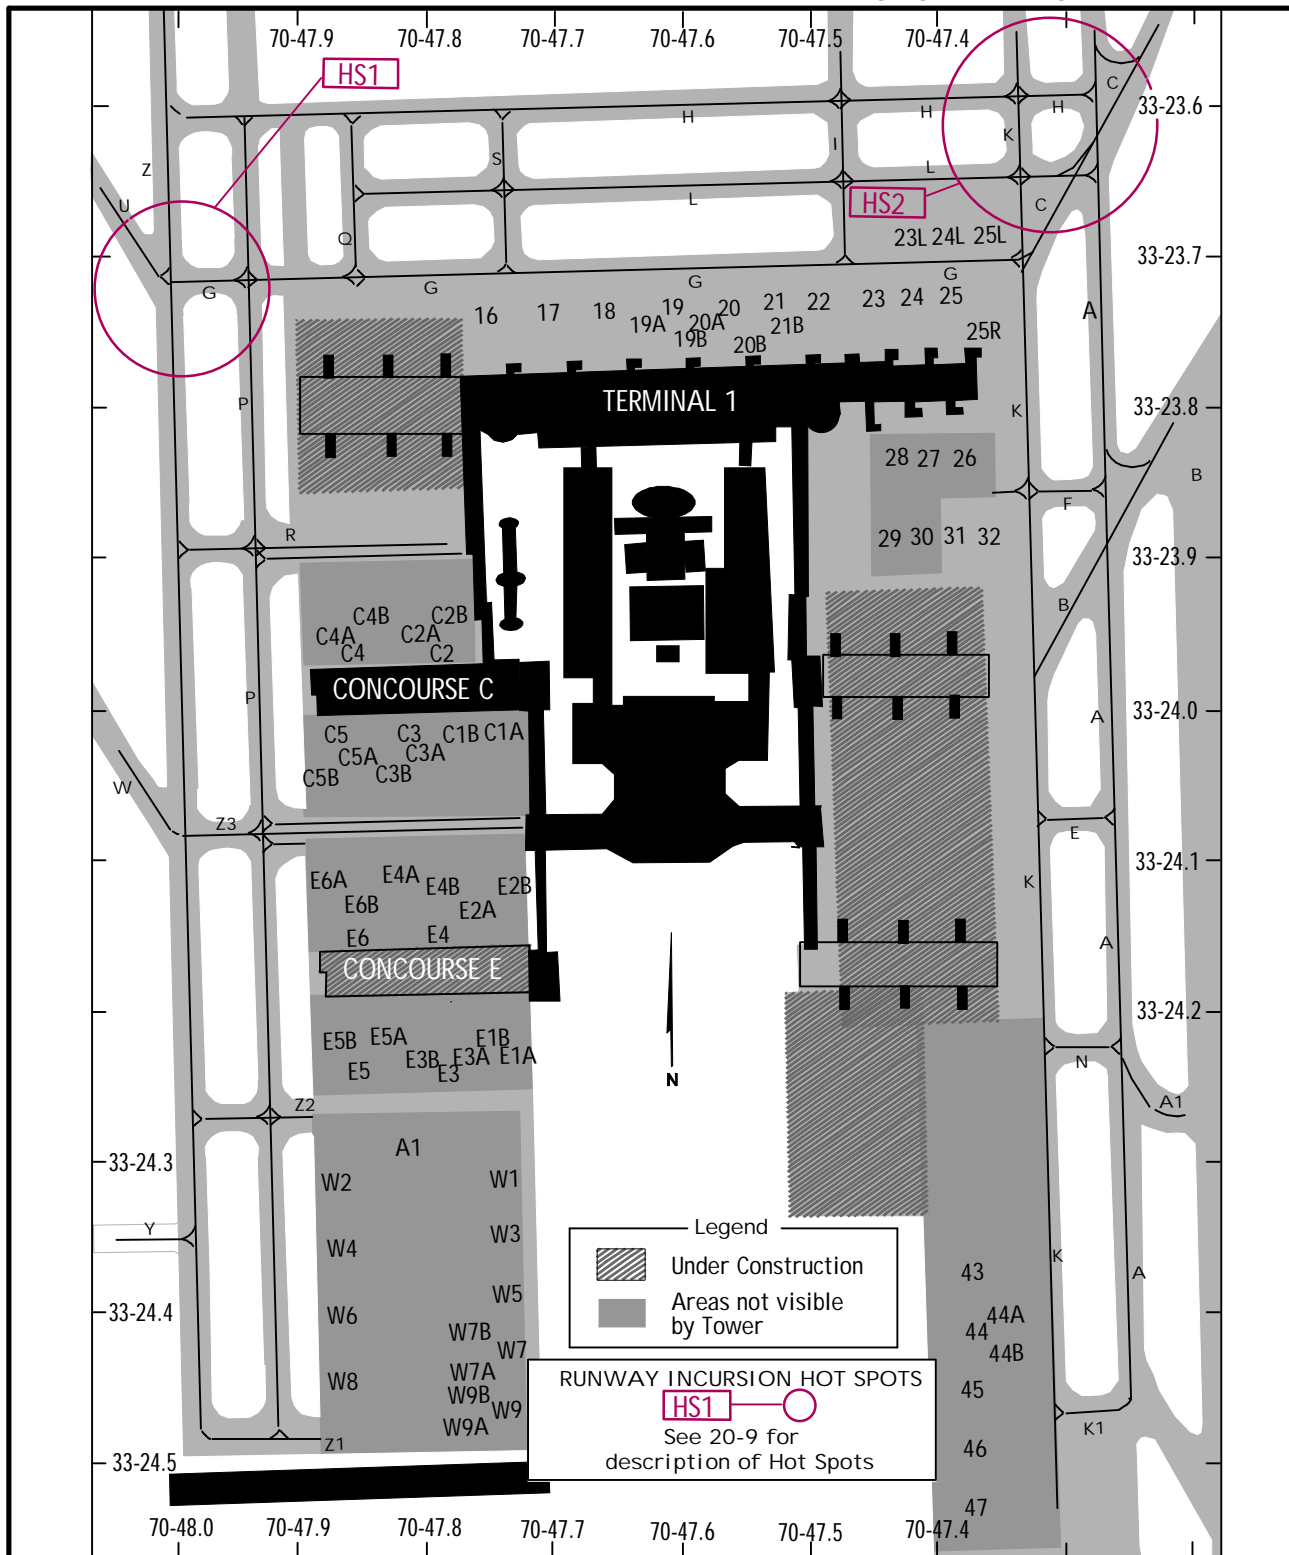 70-47.9 70-47.8 70-47.7 70-47.6 70-47.5 70-47.4
HS1
C
H H H 33-23.6
K
S I
Z L
U L HS2 C
Q 23L 24L 25L
33-23.7
G G G G
16 17 18 19 20 21 22 23 24 25 A
19A 20A 21B
19B 20B 25R
P TERMINAL 1 K 33-23.8
28 27 26
B
F
R 29 30 31 32
33-23.9
C4B C2B B
C4A C2A
C4 C2
CONCOURSE C
P
A 33-24.0
C5 C3 C1B C1A
C5A C3A
C5B C3B
W
Z3 E
33-24.1
E6A E4A E4B E2B K
E6B E2A
E6 E4 A
CONCOURSE E
33-24.2
E5B E5A E1B
E3B E3A E1A
E5 E3
N
N
Z2 A1
A1
33-24.3
W2 W1
Y Legend
W4 W3 K
Under Construction
43 A
W5 Areas not visible
33-24.4 W6 by Tower 44A
W7B 44
W7 44B
W7A RUNWAY INCURSION HOT SPOTS
W8 W9B 45
W9 HS1
W9A K1
Z1 See 20-9 for 46
33-24.5 description of Hot Spots
47
70-48.0 70-47.9 70-47.8 70-47.7 70-47.6 70-47.5 70-47.4